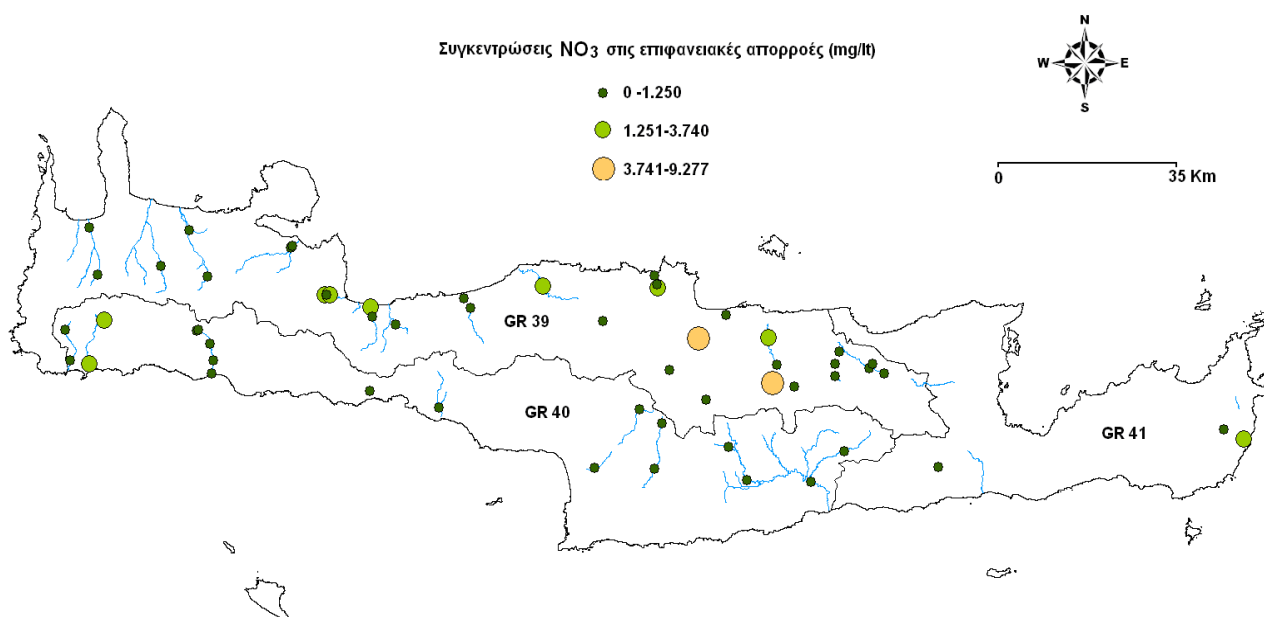 Συγκεντρώσεις NO3 στις επιφανειακές απορροές (mg/lt)
0 -1.250
1.251-3.740
3.741-9.277
N
W E
S
0 35 Km
GR 39
GR 40
GR 41